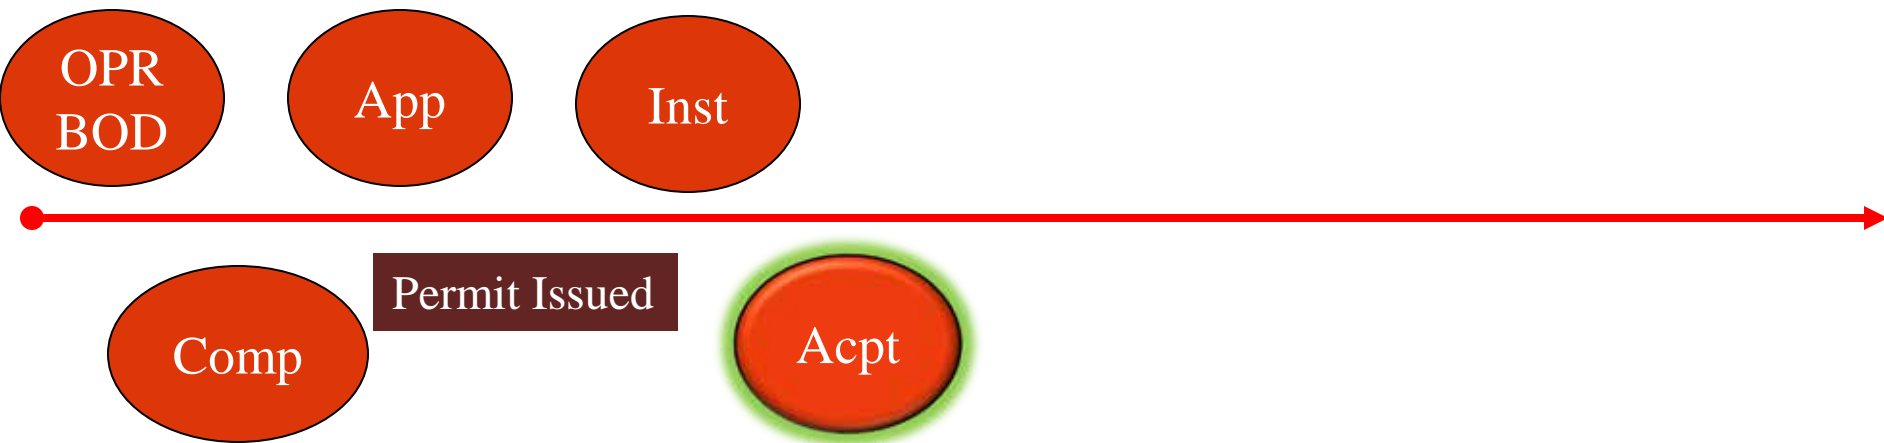 OPR
BOD
App
Inst
Permit Issued
Comp
Acpt